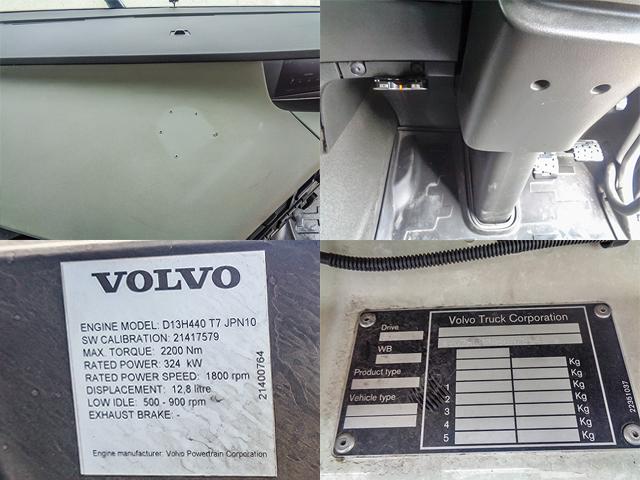 VOLVO
ENGINE MODEL: D13H440 T7 JPN10
SW CALIBRATION: 21417579
MAX. TORQUE: 2200 Nm
RATED POWER: 324 kW
RATED POWER SPEED: 1800 rpm
DISPLACEMENT: 12,8 litre
LOW IDLE: 500 - 900 rpm
EXHAUST BRAKE: -
Engine manufacturer: Volvo Powertrain Corporation
21400764
Volvo Truck Corporation
Drive
WB
Product type
Vehicle type
Kg
Kg
1 Kg
2 Kg
3 Kg
4 Kg
5 Kg
22351037